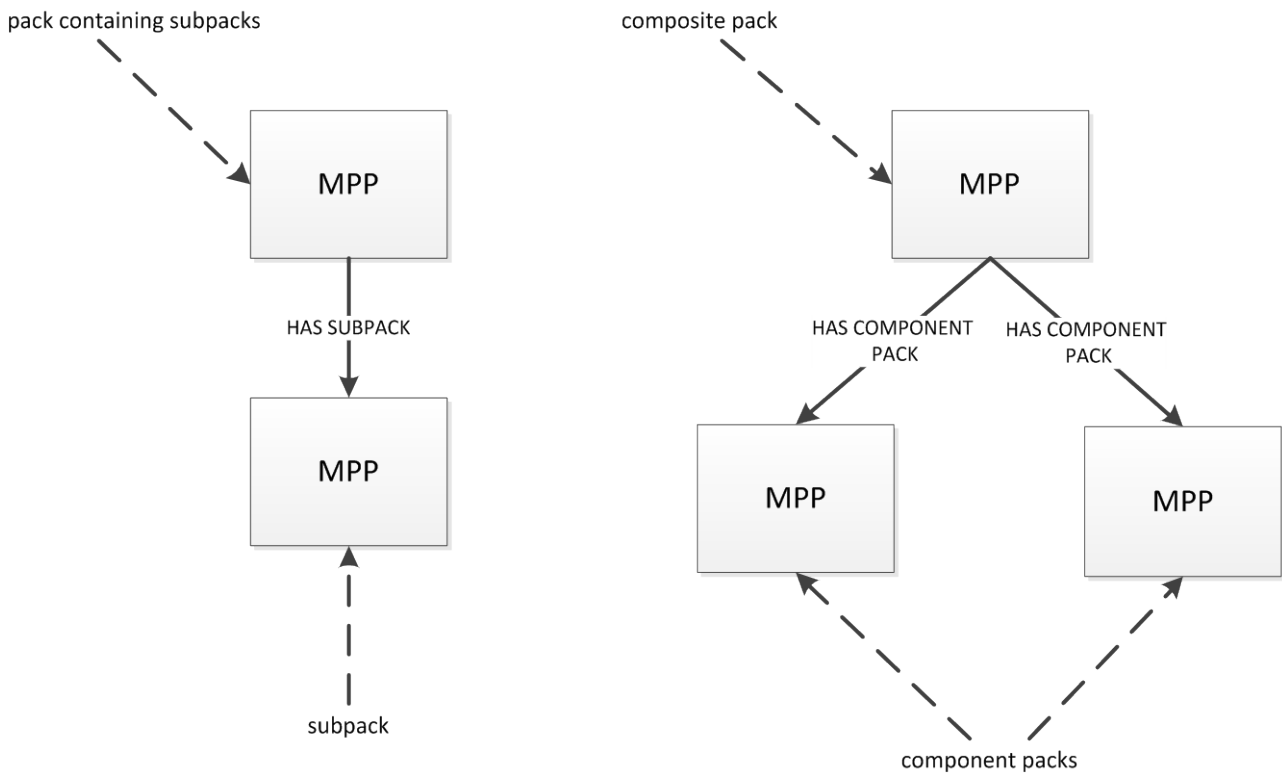 pack containing subpacks
MPP
HAS SUBPACK
MPP
subpack
composite pack
MPP
HAS COMPONENT
PACK
HAS COMPONENT
PACK
MPP
MPP
component packs